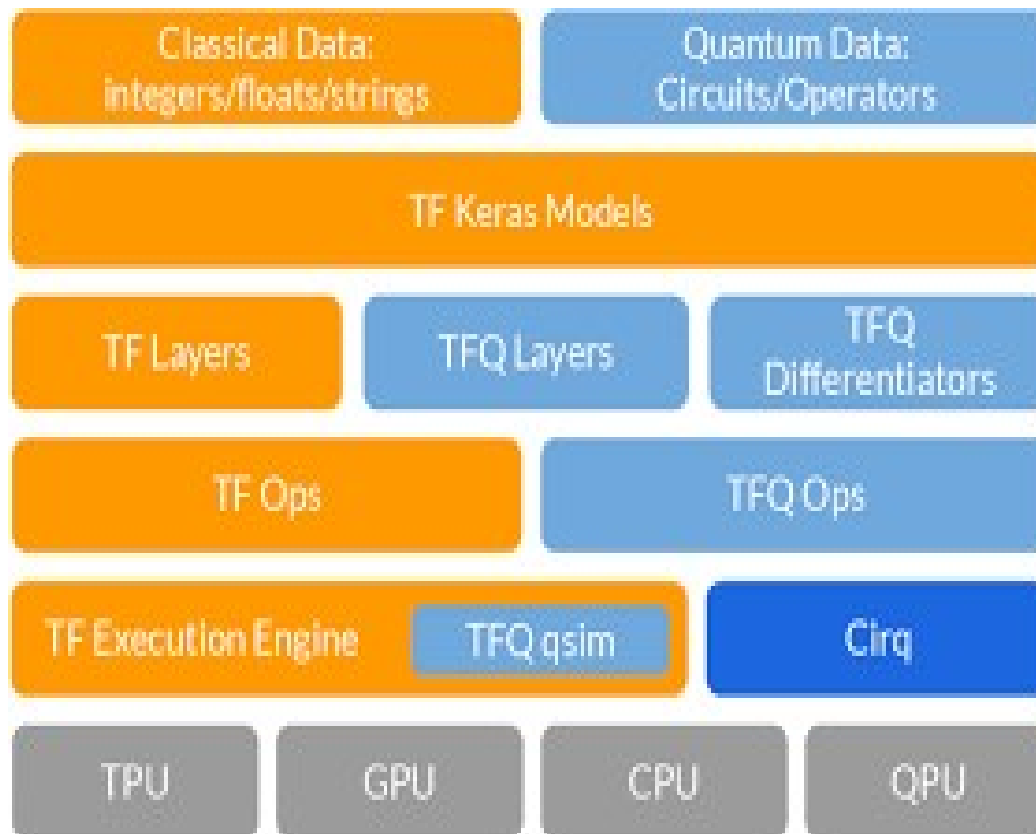 Classical Data:
integers/floats/strings
Quantum Data:
Circuits/Operators
TF Keras Models
TF Layers
TFQ Layers
TFQ
Differentiators
TF Ops
TFQ Ops
TF Execution Engine
TFQ qsim
Cirq
TPU
GPU
CPU
QPU